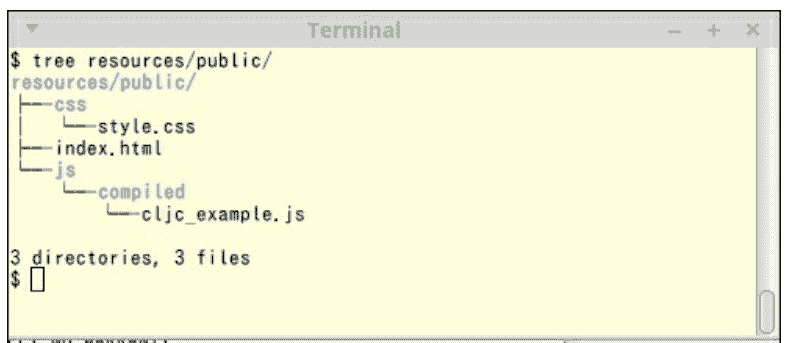 Terminal
$ tree resources/public/
resources/public/
├──css
│   └──style.css
├──index.html
└──js
    └──compiled
        └──cljc_example.js

3 directories, 3 files
$